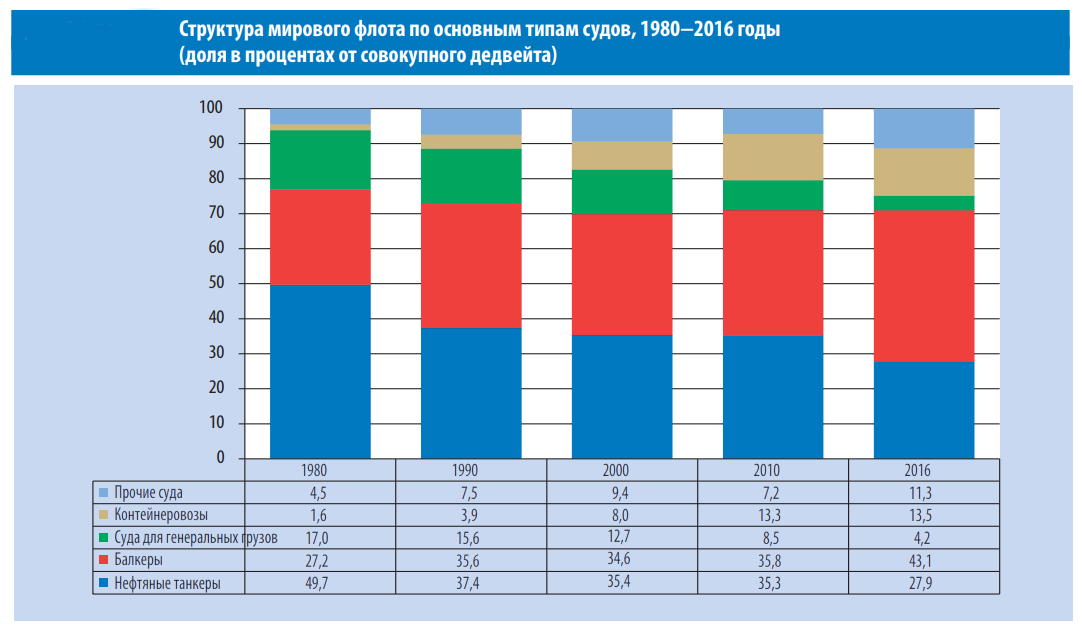 Структура мирового флота по основным типам судов, 1980–2016 годы
(доля в процентах от совокупного дедвейта)
100
90
80
70
60
50
40
30
20
10
0
1980 1990 2000 2010 2016
Прочие суда 4,5 7,5 9,4 7,2 11,3
Контейнеровозы 1,6 3,9 8,0 13,3 13,5
Суда для генеральных грузов 17,0 15,6 12,7 8,5 4,2
Балкеры 27,2 35,6 34,6 35,8 43,1
Нефтяные танкеры 49,7 37,4 35,4 35,3 27,9